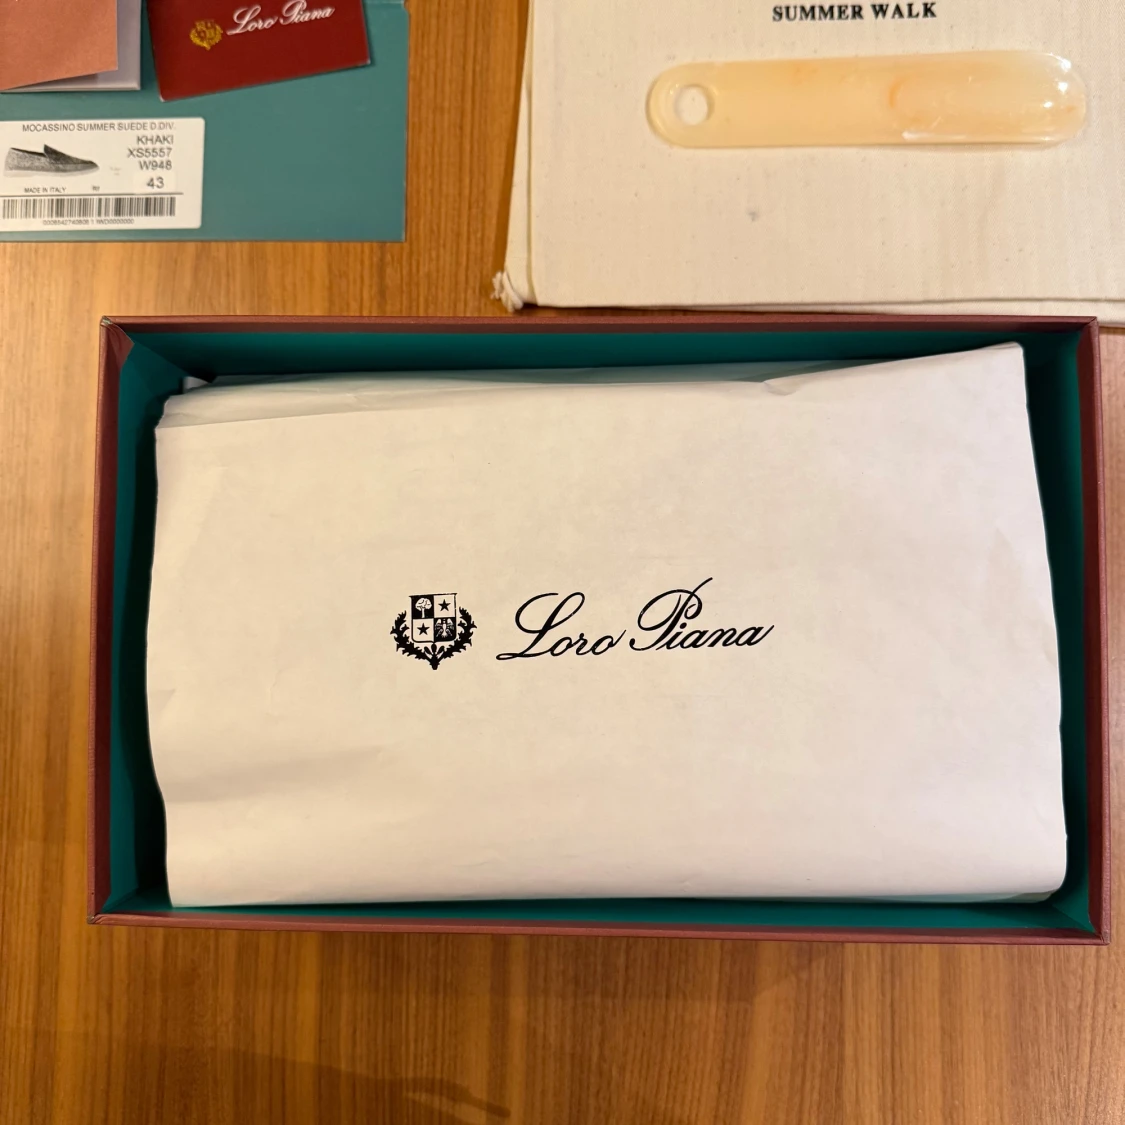 Loro Piana
SUMMER WALK
MOCASSINO SUMMER SUEDE D.DIV.
KHAKI
XS5557
W948
43
MADE IN ITALY
Loro Piana